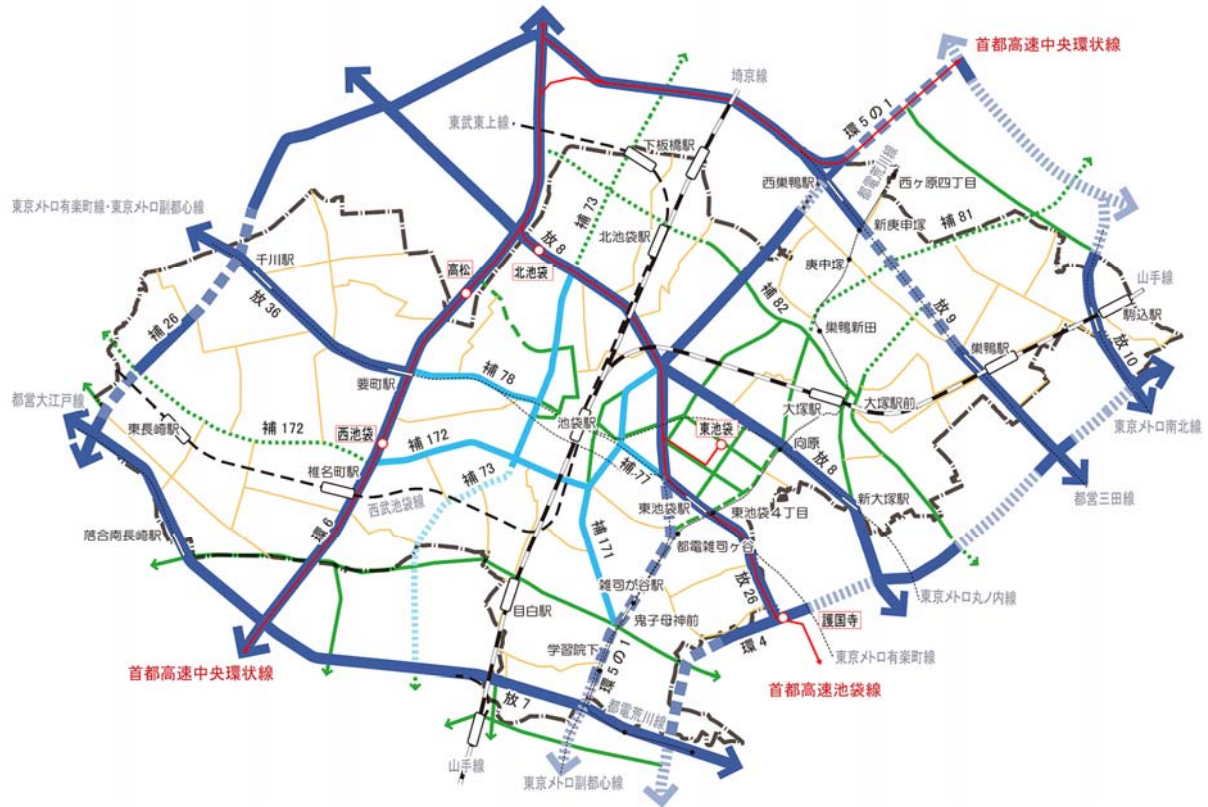 首都高速中央環状線
埼京線
環5の1
東武東上線
下板橋駅
都電荒川線
西巣鴨駅
西ヶ原四丁目
東京メトロ有楽町線・東京メトロ副都心線
補73
新庚申塚
補81
北池袋駅
千川駅
放8
庚申塚
高松
北池袋
山手線
補82
放36
放9
駒込駅
補26
巣鴨新田
巣鴨駅
放10
要町駅
補78
都営大江戸線
大塚駅
大塚駅前
東京メトロ南北線
補172
西池袋
池袋駅
東池袋
向原
東長崎駅
補172
補77
放8
椎名町駅
補73
都営三田線
西武池袋線
東池袋駅
新大塚駅
東池袋4丁目
環6
補171
都電雑司ヶ谷
落合南長崎駅
放26
雑司が谷駅
東京メトロ丸ノ内線
目白駅
鬼子母神前
護国寺
学習院下
環4
東京メトロ有楽町線
首都高速中央環状線
環5の1
首都高速池袋線
放7
都電荒川線
山手線
東京メトロ副都心線